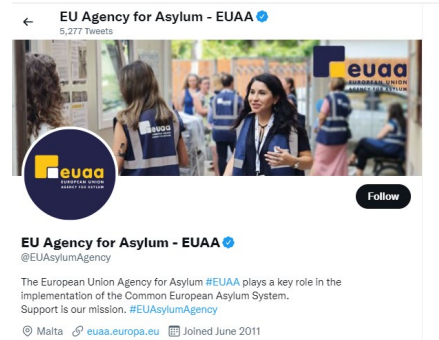 EU Agency for Asylum - EUAA
5,277 Tweets
euaa
EUROPEAN UNION
AGENCY FOR ASYLUM
euaa
euaa
EUROPEAN UNION
AGENCY FOR ASYLUM
Follow
EU Agency for Asylum - EUAA
@EUAsylumAgency
The European Union Agency for Asylum #EUAA plays a key role in the
implementation of the Common European Asylum System.
Support is our mission. #EUAsylumAgency
Malta euaa.europa.eu Joined June 2011